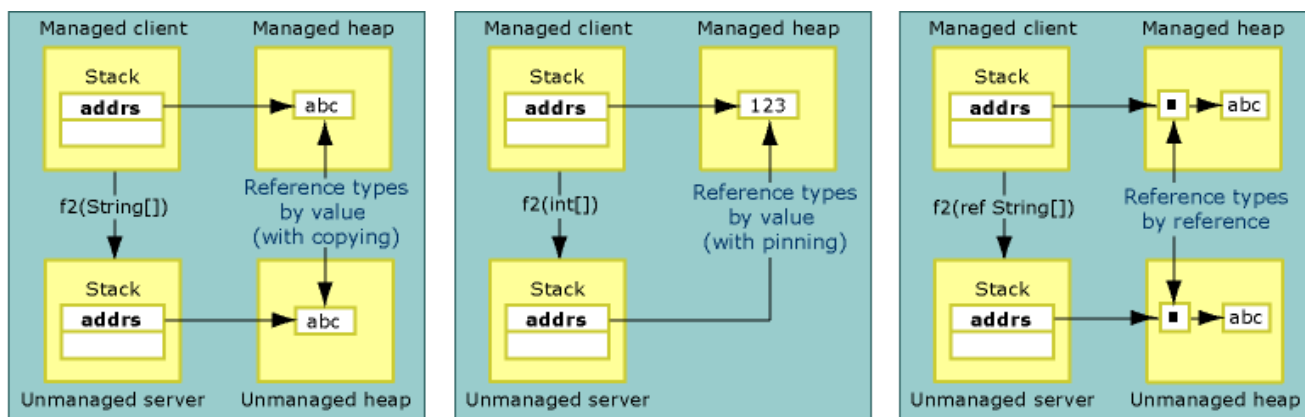 Managed client
Managed heap
Stack
addrs
abc
f2(String[])
Reference types
by value
(with copying)
Stack
addrs
abc
Unmanaged server
Unmanaged heap
Managed client
Managed heap
Stack
addrs
123
f2(int[])
Reference types
by value
(with pinning)
Stack
addrs
Unmanaged server
Managed client
Managed heap
Stack
addrs
abc
f2(ref String[])
Reference types
by reference
Stack
addrs
abc
Unmanaged server
Unmanaged heap